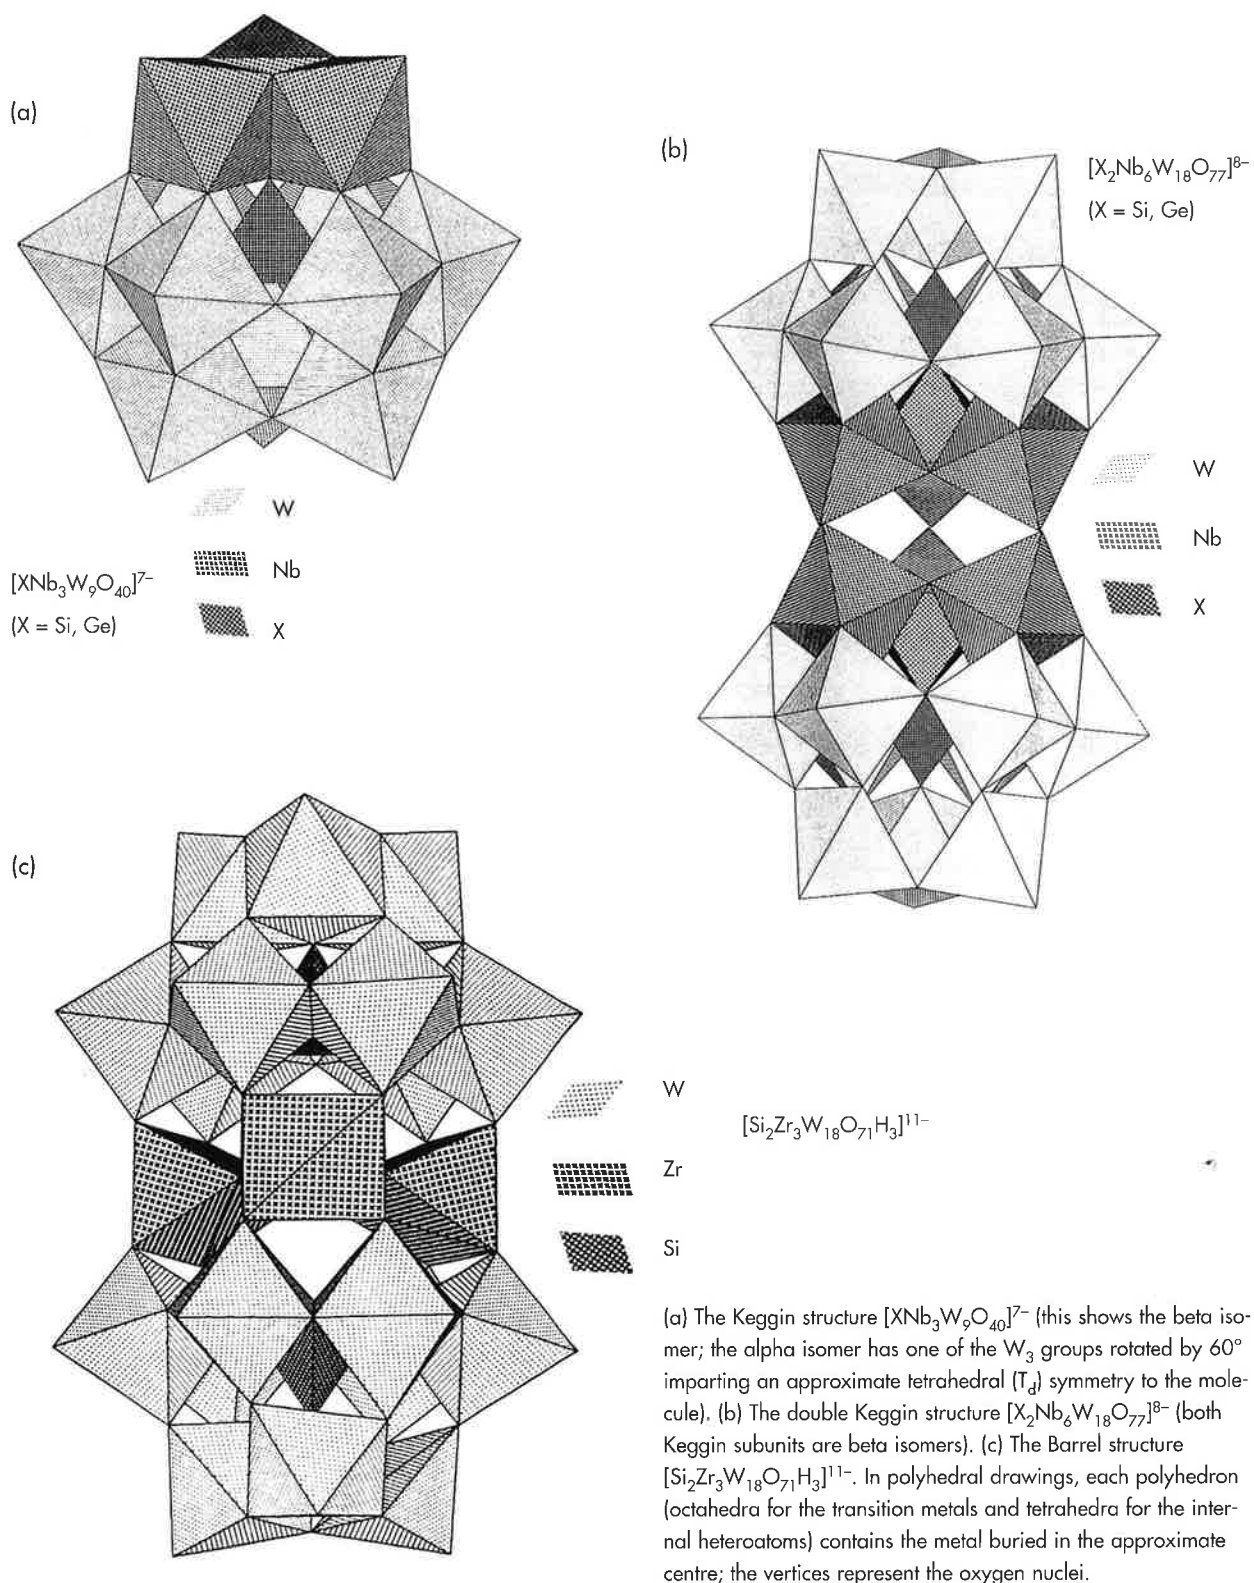 (a)
W
Nb
X
[XNb₃W₉O₄₀]⁷⁻
(X = Si, Ge)
(b)
[X₂Nb₆W₁₈O₇₇]⁸⁻
(X = Si, Ge)
W
Nb
X
(c)
W
Zr
Si
[Si₂Zr₃W₁₈O₇₁H₃]¹¹⁻
(a) The Keggin structure [XNb₃W₉O₄₀]⁷⁻ (this shows the beta iso-
mer; the alpha isomer has one of the W₃ groups rotated by 60°
imparting an approximate tetrahedral (T_d) symmetry to the mole-
cule). (b) The double Keggin structure [X₂Nb₆W₁₈O₇₇]⁸⁻ (both
Keggin subunits are beta isomers). (c) The Barrel structure
[Si₂Zr₃W₁₈O₇₁H₃]¹¹⁻. In polyhedral drawings, each polyhedron
(octahedra for the transition metals and tetrahedra for the inter-
nal heteroatoms) contains the metal buried in the approximate
centre; the vertices represent the oxygen nuclei.